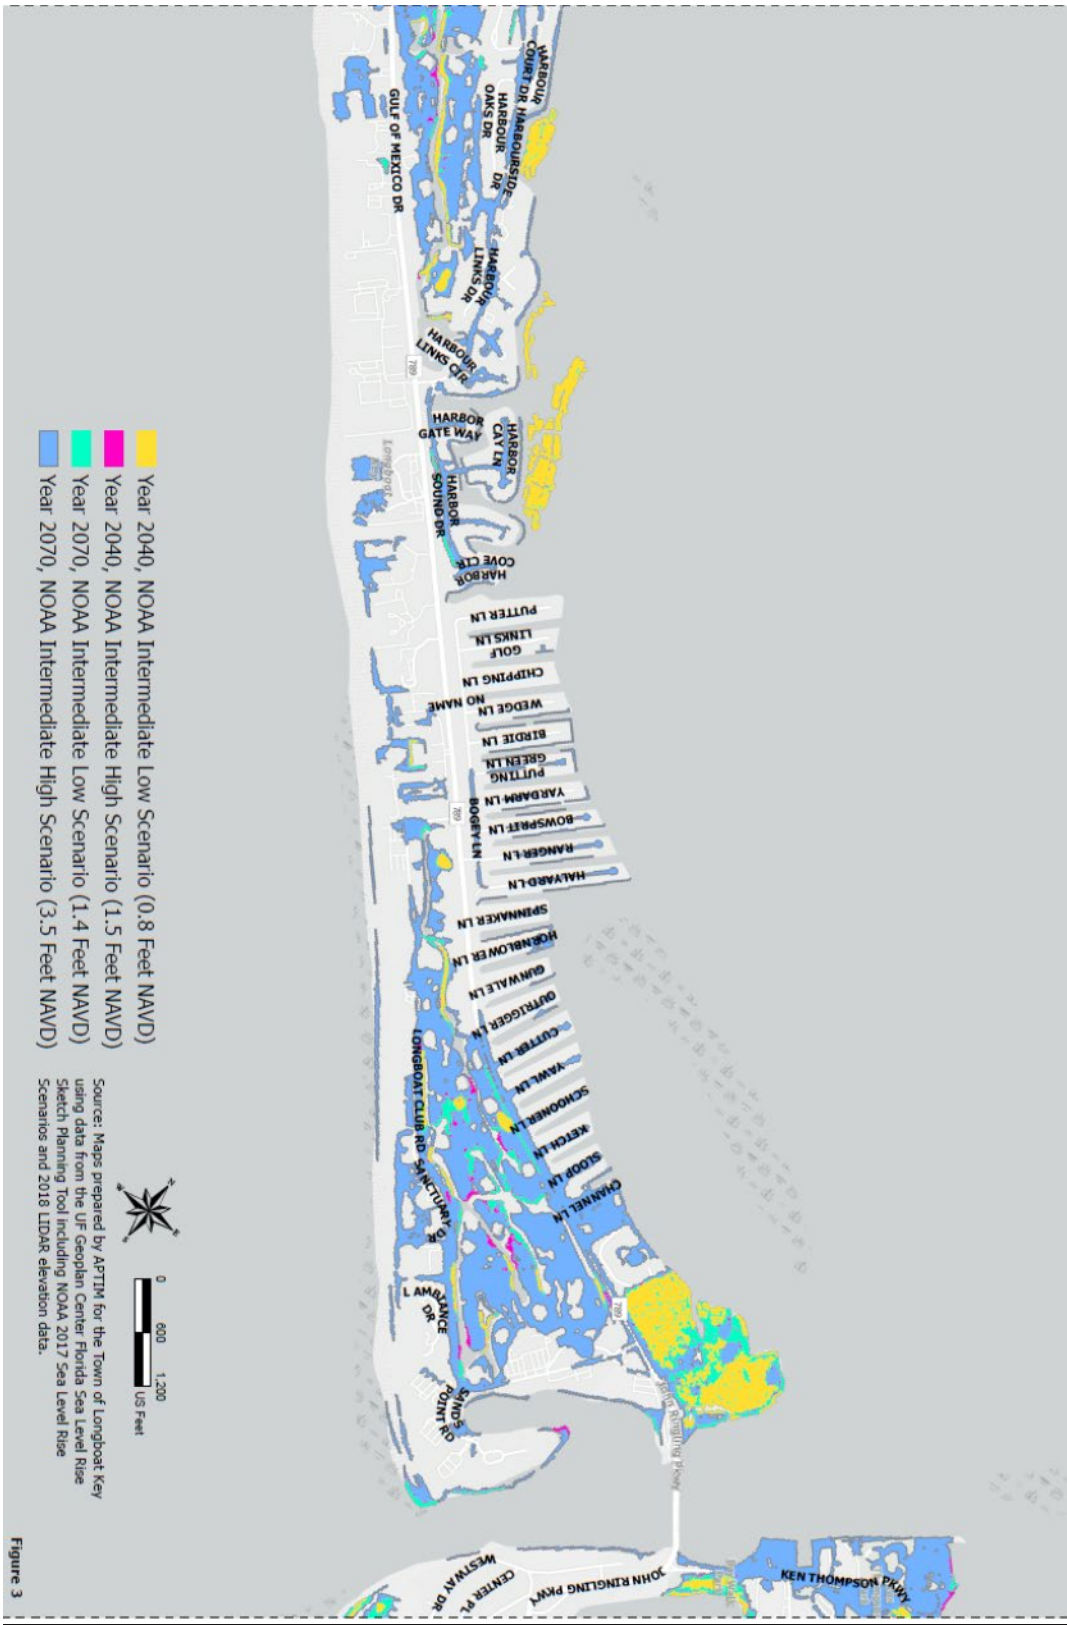 HARBOUR
COURT DR
HARBOURSIDE
DR
HARBOUR
OAKS DR
GULF OF MEXICO DR
HARBOUR
LINKS DR
HARBOUR
LINKS CIR
789
HARBOR
GATE WAY
HARBOR
CAY LN
Longboat
Key
HARBOR
SOUND DR
HARBOR
COVE CIR
PUTTER LN
GOLF
LINKS LN
CHIPPING LN
NO NAME
WEDGE LN
BIRDIE LN
PUTTING
GREEN LN
YARDARM LN
789
BOGEY LN
BOWSPRIT LN
RANGER LN
HALYARD LN
SPINNAKER LN
HORNBLOWER LN
GUNWALE LN
OUTRIGGER LN
CUTTER LN
YAWL LN
SCHOONER LN
KETCH LN
SLOOP LN
CHANNEL LN
LONGBOAT CLUB RD
SANCTUARY
DR
L AMBIANCE
DR
789
SANDS
POINT RD
John Ringling Pkwy
JOHN RINGLING PKWY
CENTER PL
WESTWAY DR
KEN THOMPSON PKWY
Year 2040, NOAA Intermediate Low Scenario (0.8 Feet NAVD)
Year 2040, NOAA Intermediate High Scenario (1.5 Feet NAVD)
Year 2070, NOAA Intermediate Low Scenario (1.4 Feet NAVD)
Year 2070, NOAA Intermediate High Scenario (3.5 Feet NAVD)
N
E
S
W
0 600 1,200
US Feet
Source: Maps prepared by APTIM for the Town of Longboat Key
using data from the UF Geoplan Center Florida Sea Level Rise
Sketch Planning Tool including NOAA 2017 Sea Level Rise
Scenarios and 2018 LIDAR elevation data.
Figure 3